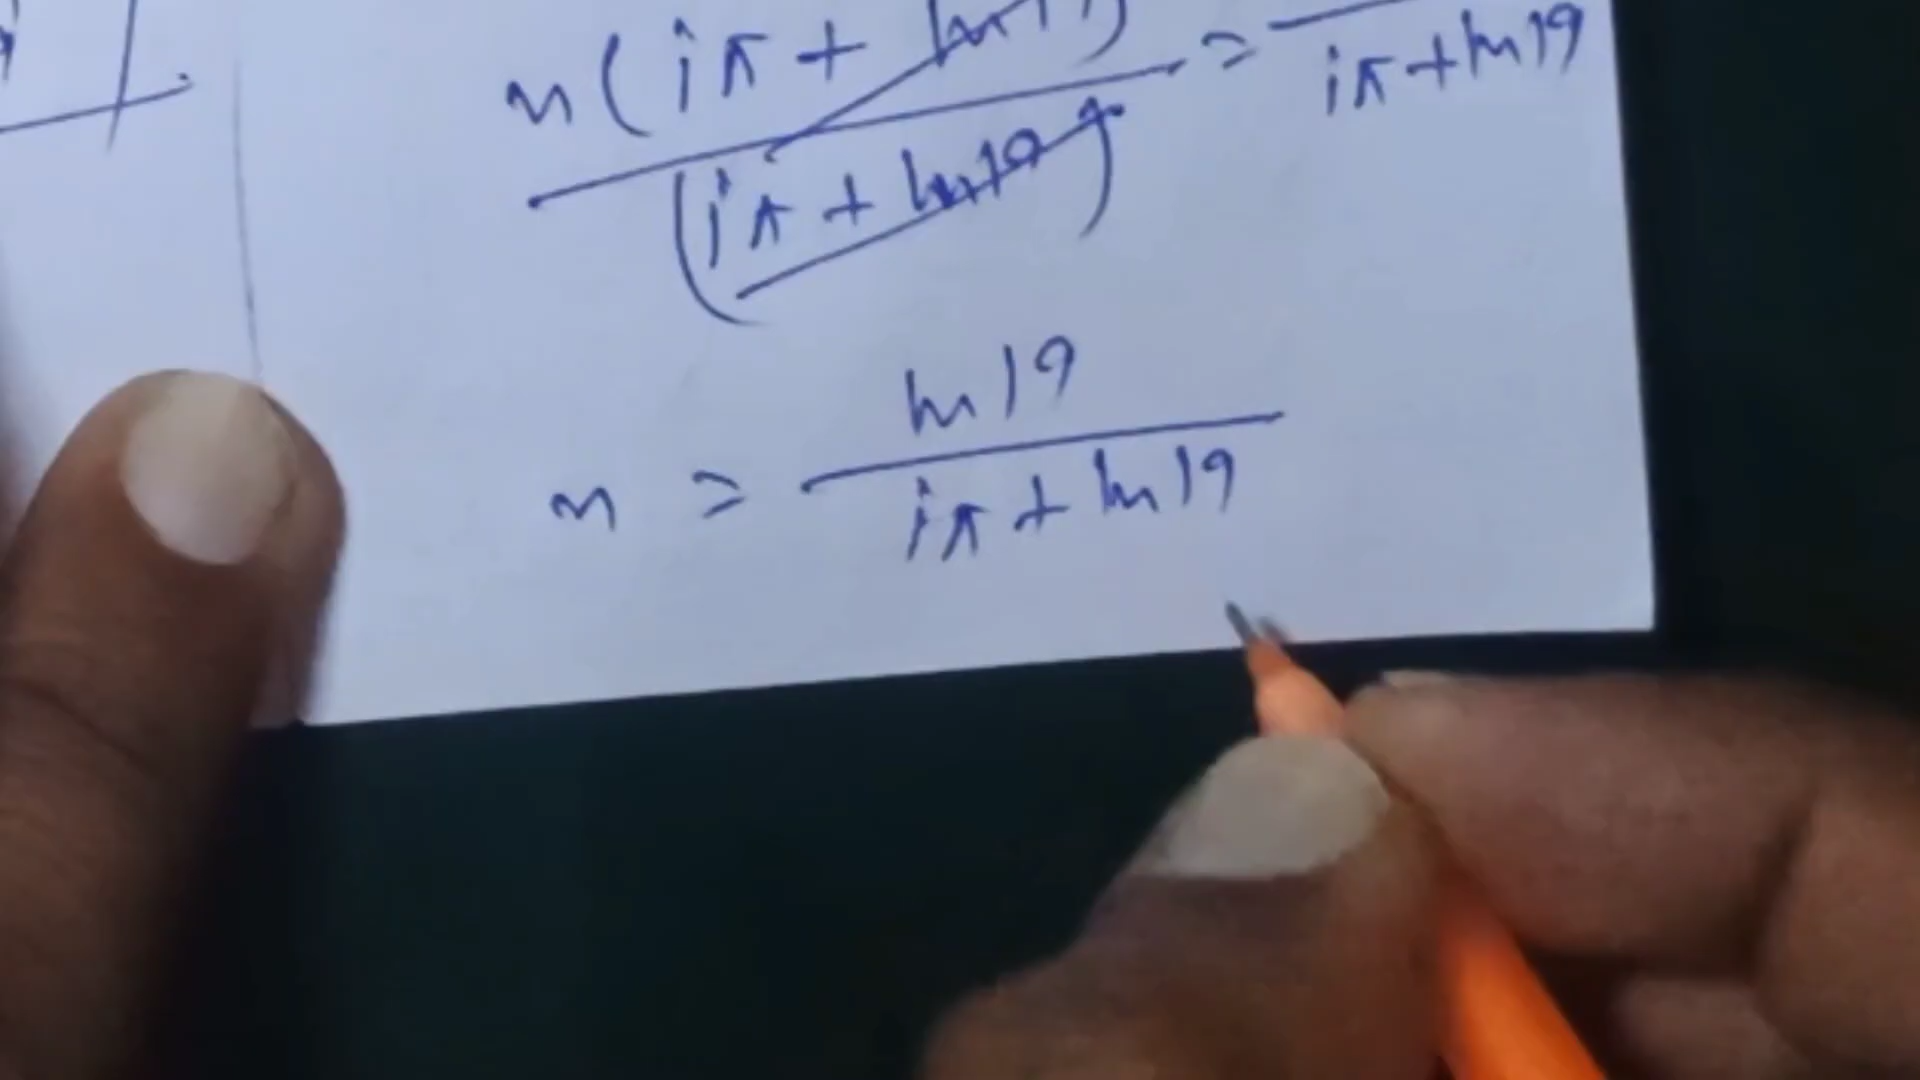 n(iπ + ln19)
/ (iπ + ln19) = / iπ+ln19
n = ln19 / iπ + ln19